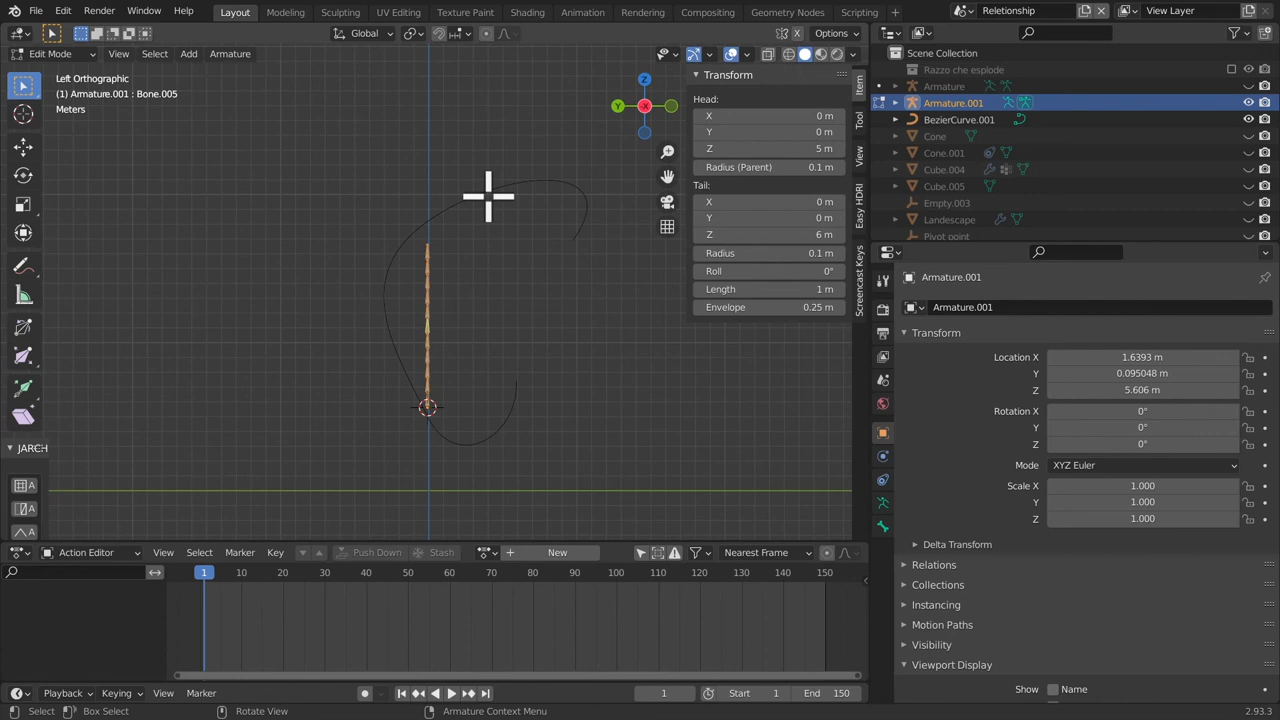 File Edit Render Window Help Layout Modeling Sculpting UV Editing Texture Paint Shading Animation Rendering Compositing Geometry Nodes Scripting + Relationship View Layer
Global Options
Edit Mode View Select Add Armature
Left Orthographic
(1) Armature.001 : Bone.005
Meters
Z
Y
X
JARCH
Transform
Head:
X 0 m
Y 0 m
Z 5 m
Radius (Parent) 0.1 m
Tail:
X 0 m
Y 0 m
Z 6 m
Radius 0.1 m
Roll 0°
Length 1 m
Envelope 0.25 m
Item
Tool
View
Easy HDRI
Screencast Keys
Scene Collection
Razzo che esplode
Armature
Armature.001
BezierCurve.001
Cone
Cone.001
Cube.004
Cube.005
Empty.003
Landscape
Pivot point
Armature.001
Armature.001
Transform
Location X 1.6393 m
Y 0.095048 m
Z 5.606 m
Rotation X 0°
Y 0°
Z 0°
Mode XYZ Euler
Scale X 1.000
Y 1.000
Z 1.000
Delta Transform
Relations
Collections
Instancing
Motion Paths
Visibility
Viewport Display
Show Name
A
A
A
Action Editor View Select Marker Key Push Down Stash + New Nearest Frame
1 10 20 30 40 50 60 70 80 90 100 110 120 130 140 150
Playback Keying View Marker 1 Start 1 End 150
Select Box Select Rotate View Armature Context Menu 2.93.3